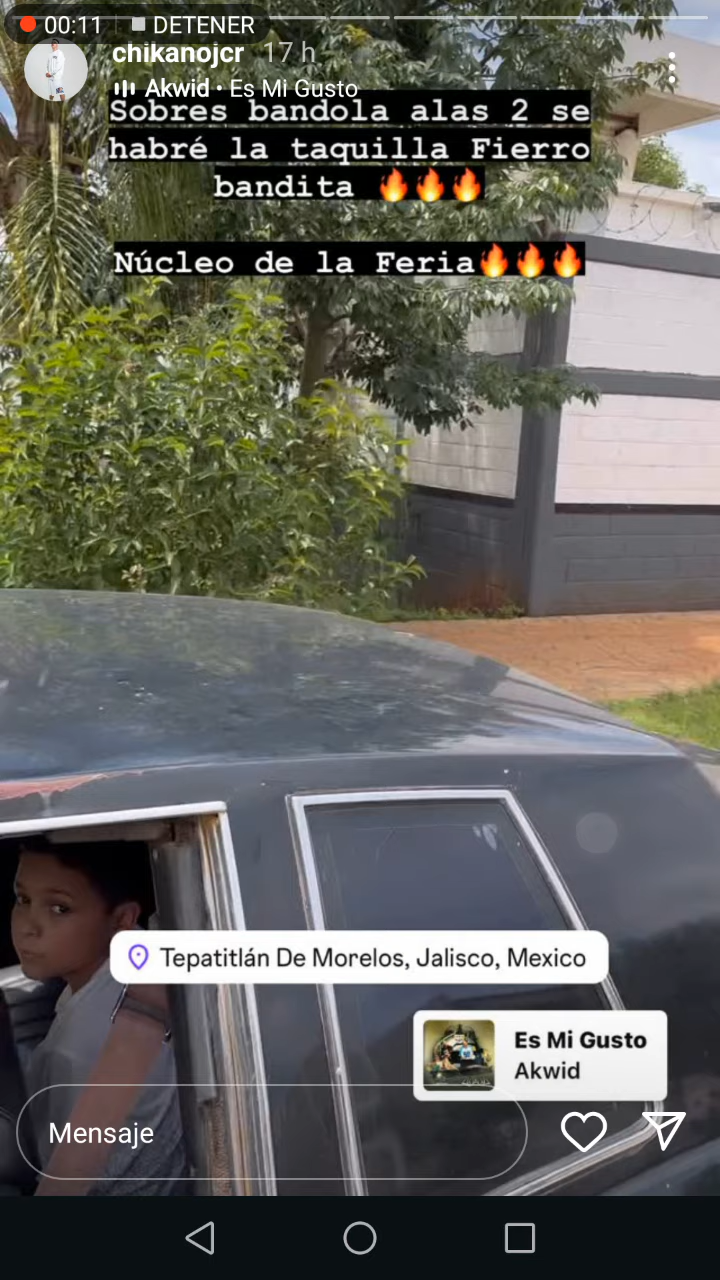 00:11 DETENER
chikanojcr 17 h
Akwid • Es Mi Gusto
Sobres bandola alas 2 se
habré la taquilla Fierro
bandita 🔥🔥🔥
Núcleo de la Feria🔥🔥🔥
Tepatitlán De Morelos, Jalisco, Mexico
Es Mi Gusto
Akwid
Mensaje